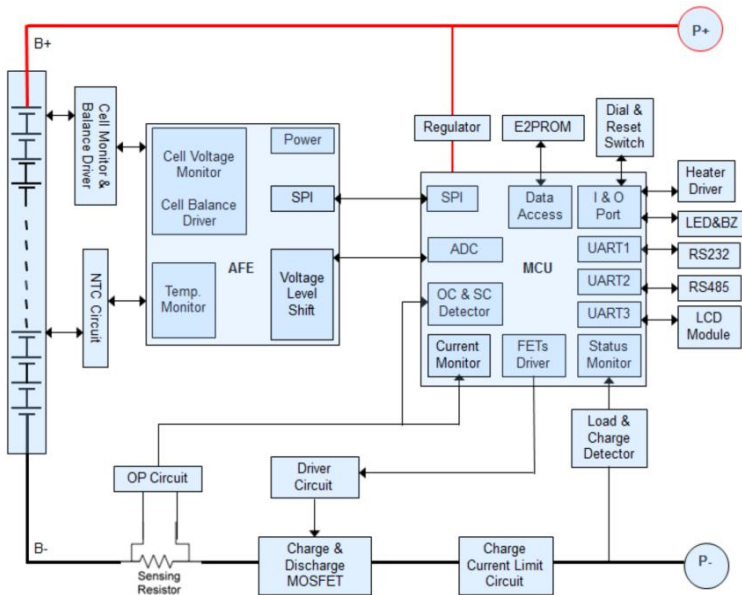 B+
P+
Cell Monitor &
Balance Driver
Cell Voltage
Monitor
Cell Balance
Driver
Power
SPI
AFE
Temp.
Monitor
Voltage
Level
Shift
NTC Circuit
Regulator
E2PROM
Dial &
Reset
Switch
SPI
Data
Access
I & O
Port
Heater
Driver
LED&BZ
ADC
MCU
UART1
RS232
OC & SC
Detector
UART2
RS485
UART3
LCD
Module
Current
Monitor
FETs
Driver
Status
Monitor
Load &
Charge
Detector
OP Circuit
Driver
Circuit
B-
Sensing
Resistor
Charge &
Discharge
MOSFET
Charge
Current Limit
Circuit
P-